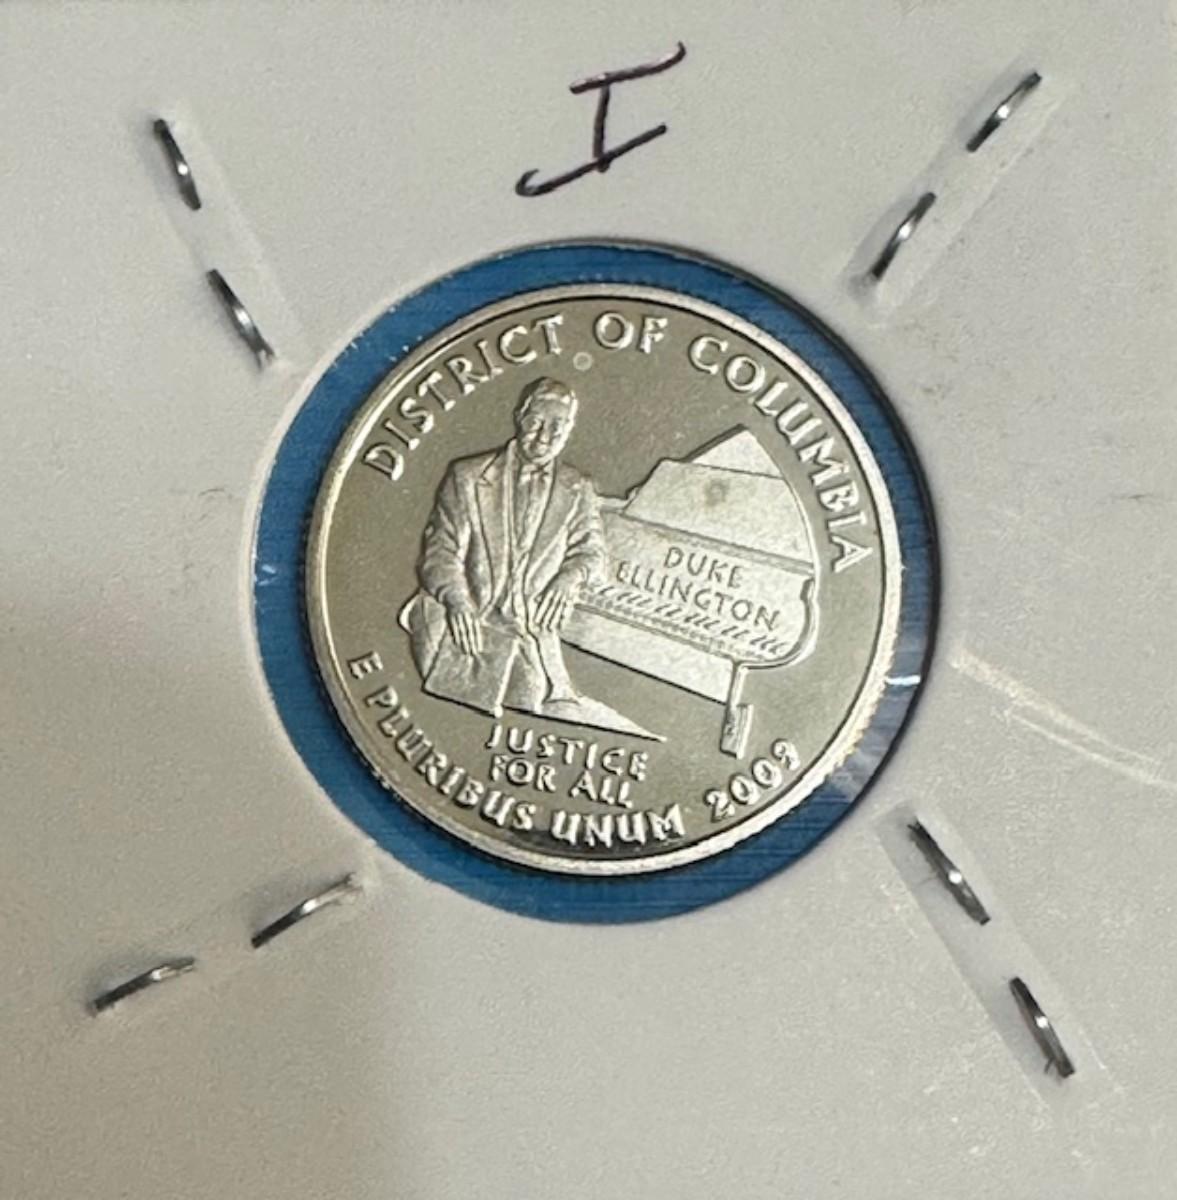 I
DISTRICT OF COLUMBIA
DUKE
ELLINGTON
JUSTICE
FOR ALL
E PLURIBUS UNUM 2009